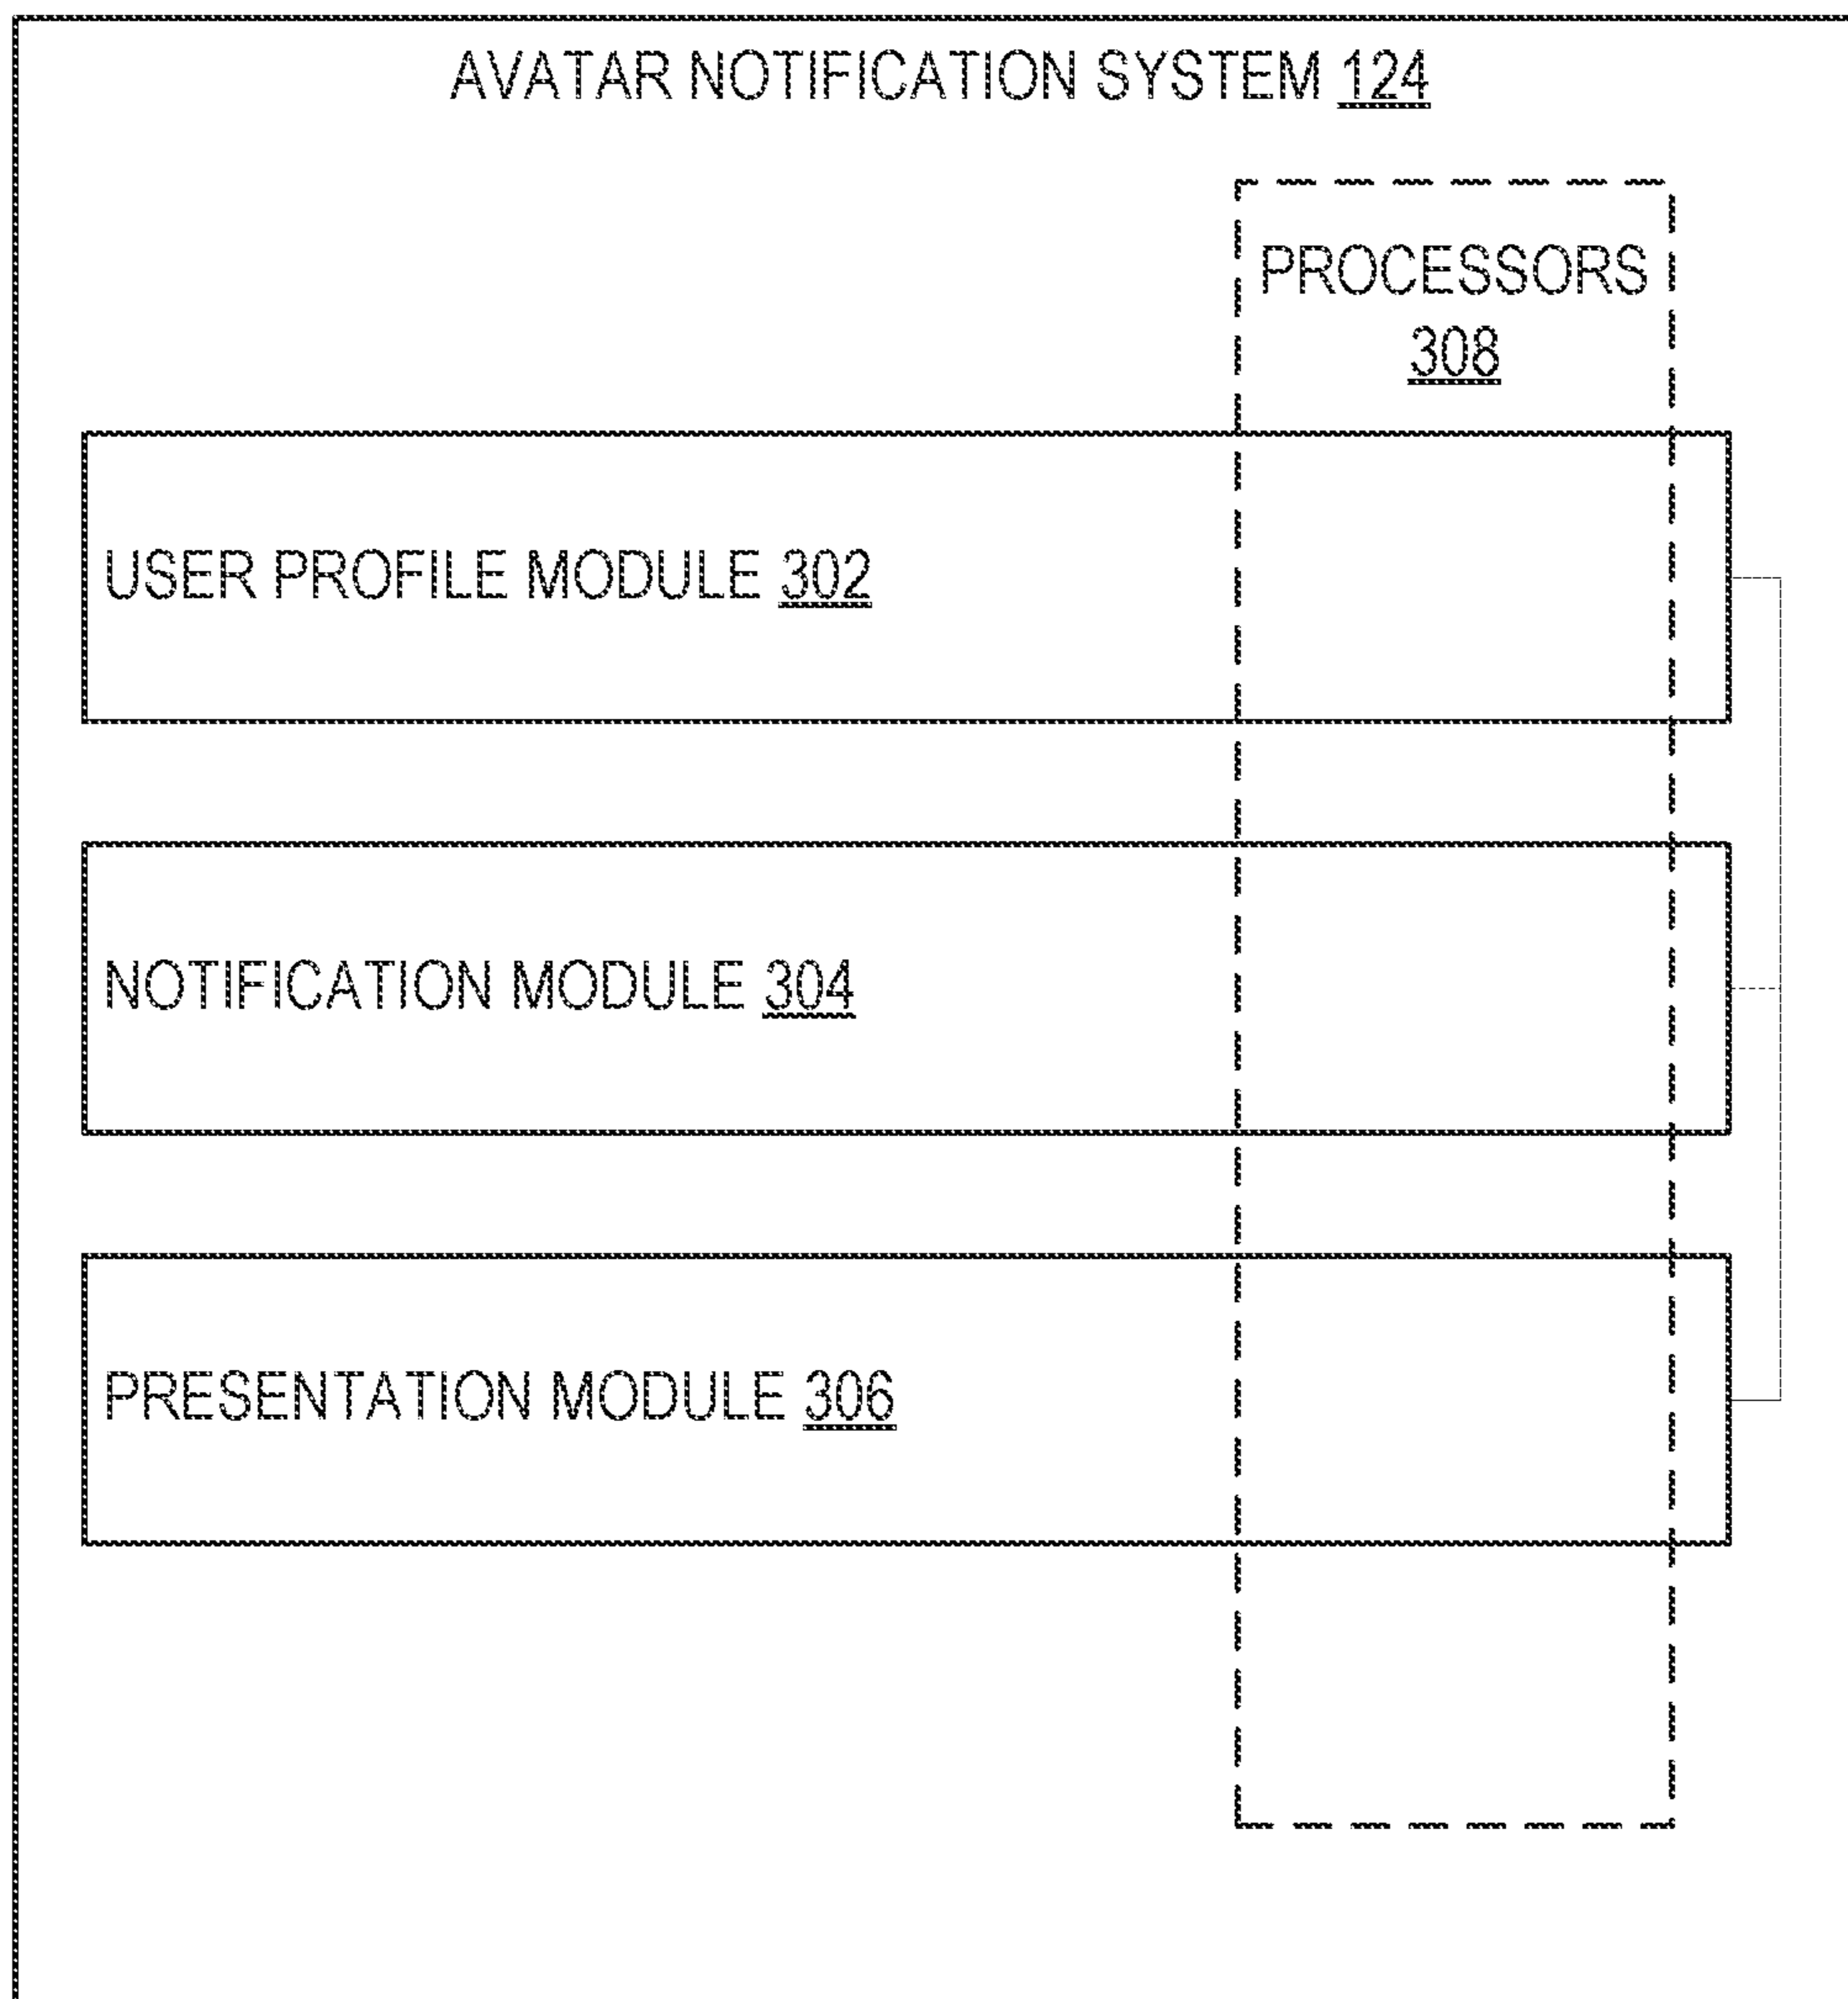 AVATAR NOTIFICATION SYSTEM 124
PROCESSORS
308
USER PROFILE MODULE 302
NOTIFICATION MODULE 304
PRESENTATION MODULE 306